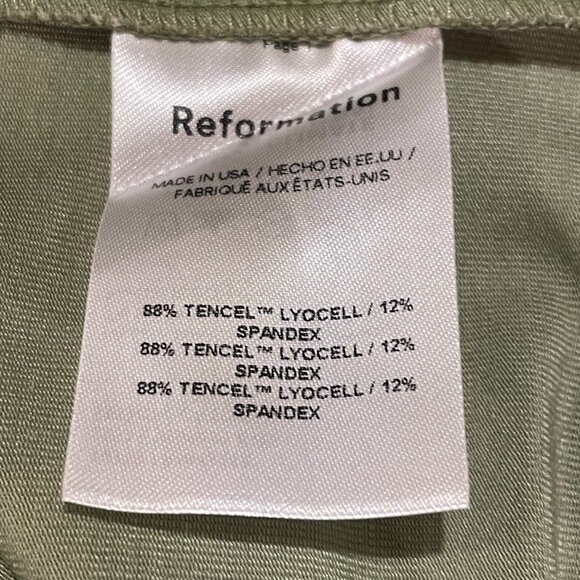 Page
Reformation
MADE IN USA / HECHO EN EE.UU /
FABRIQUÉ AUX ÉTATS-UNIS
88% TENCEL™ LYOCELL / 12%
SPANDEX
88% TENCEL™ LYOCELL / 12%
SPANDEX
88% TENCEL™ LYOCELL / 12%
SPANDEX